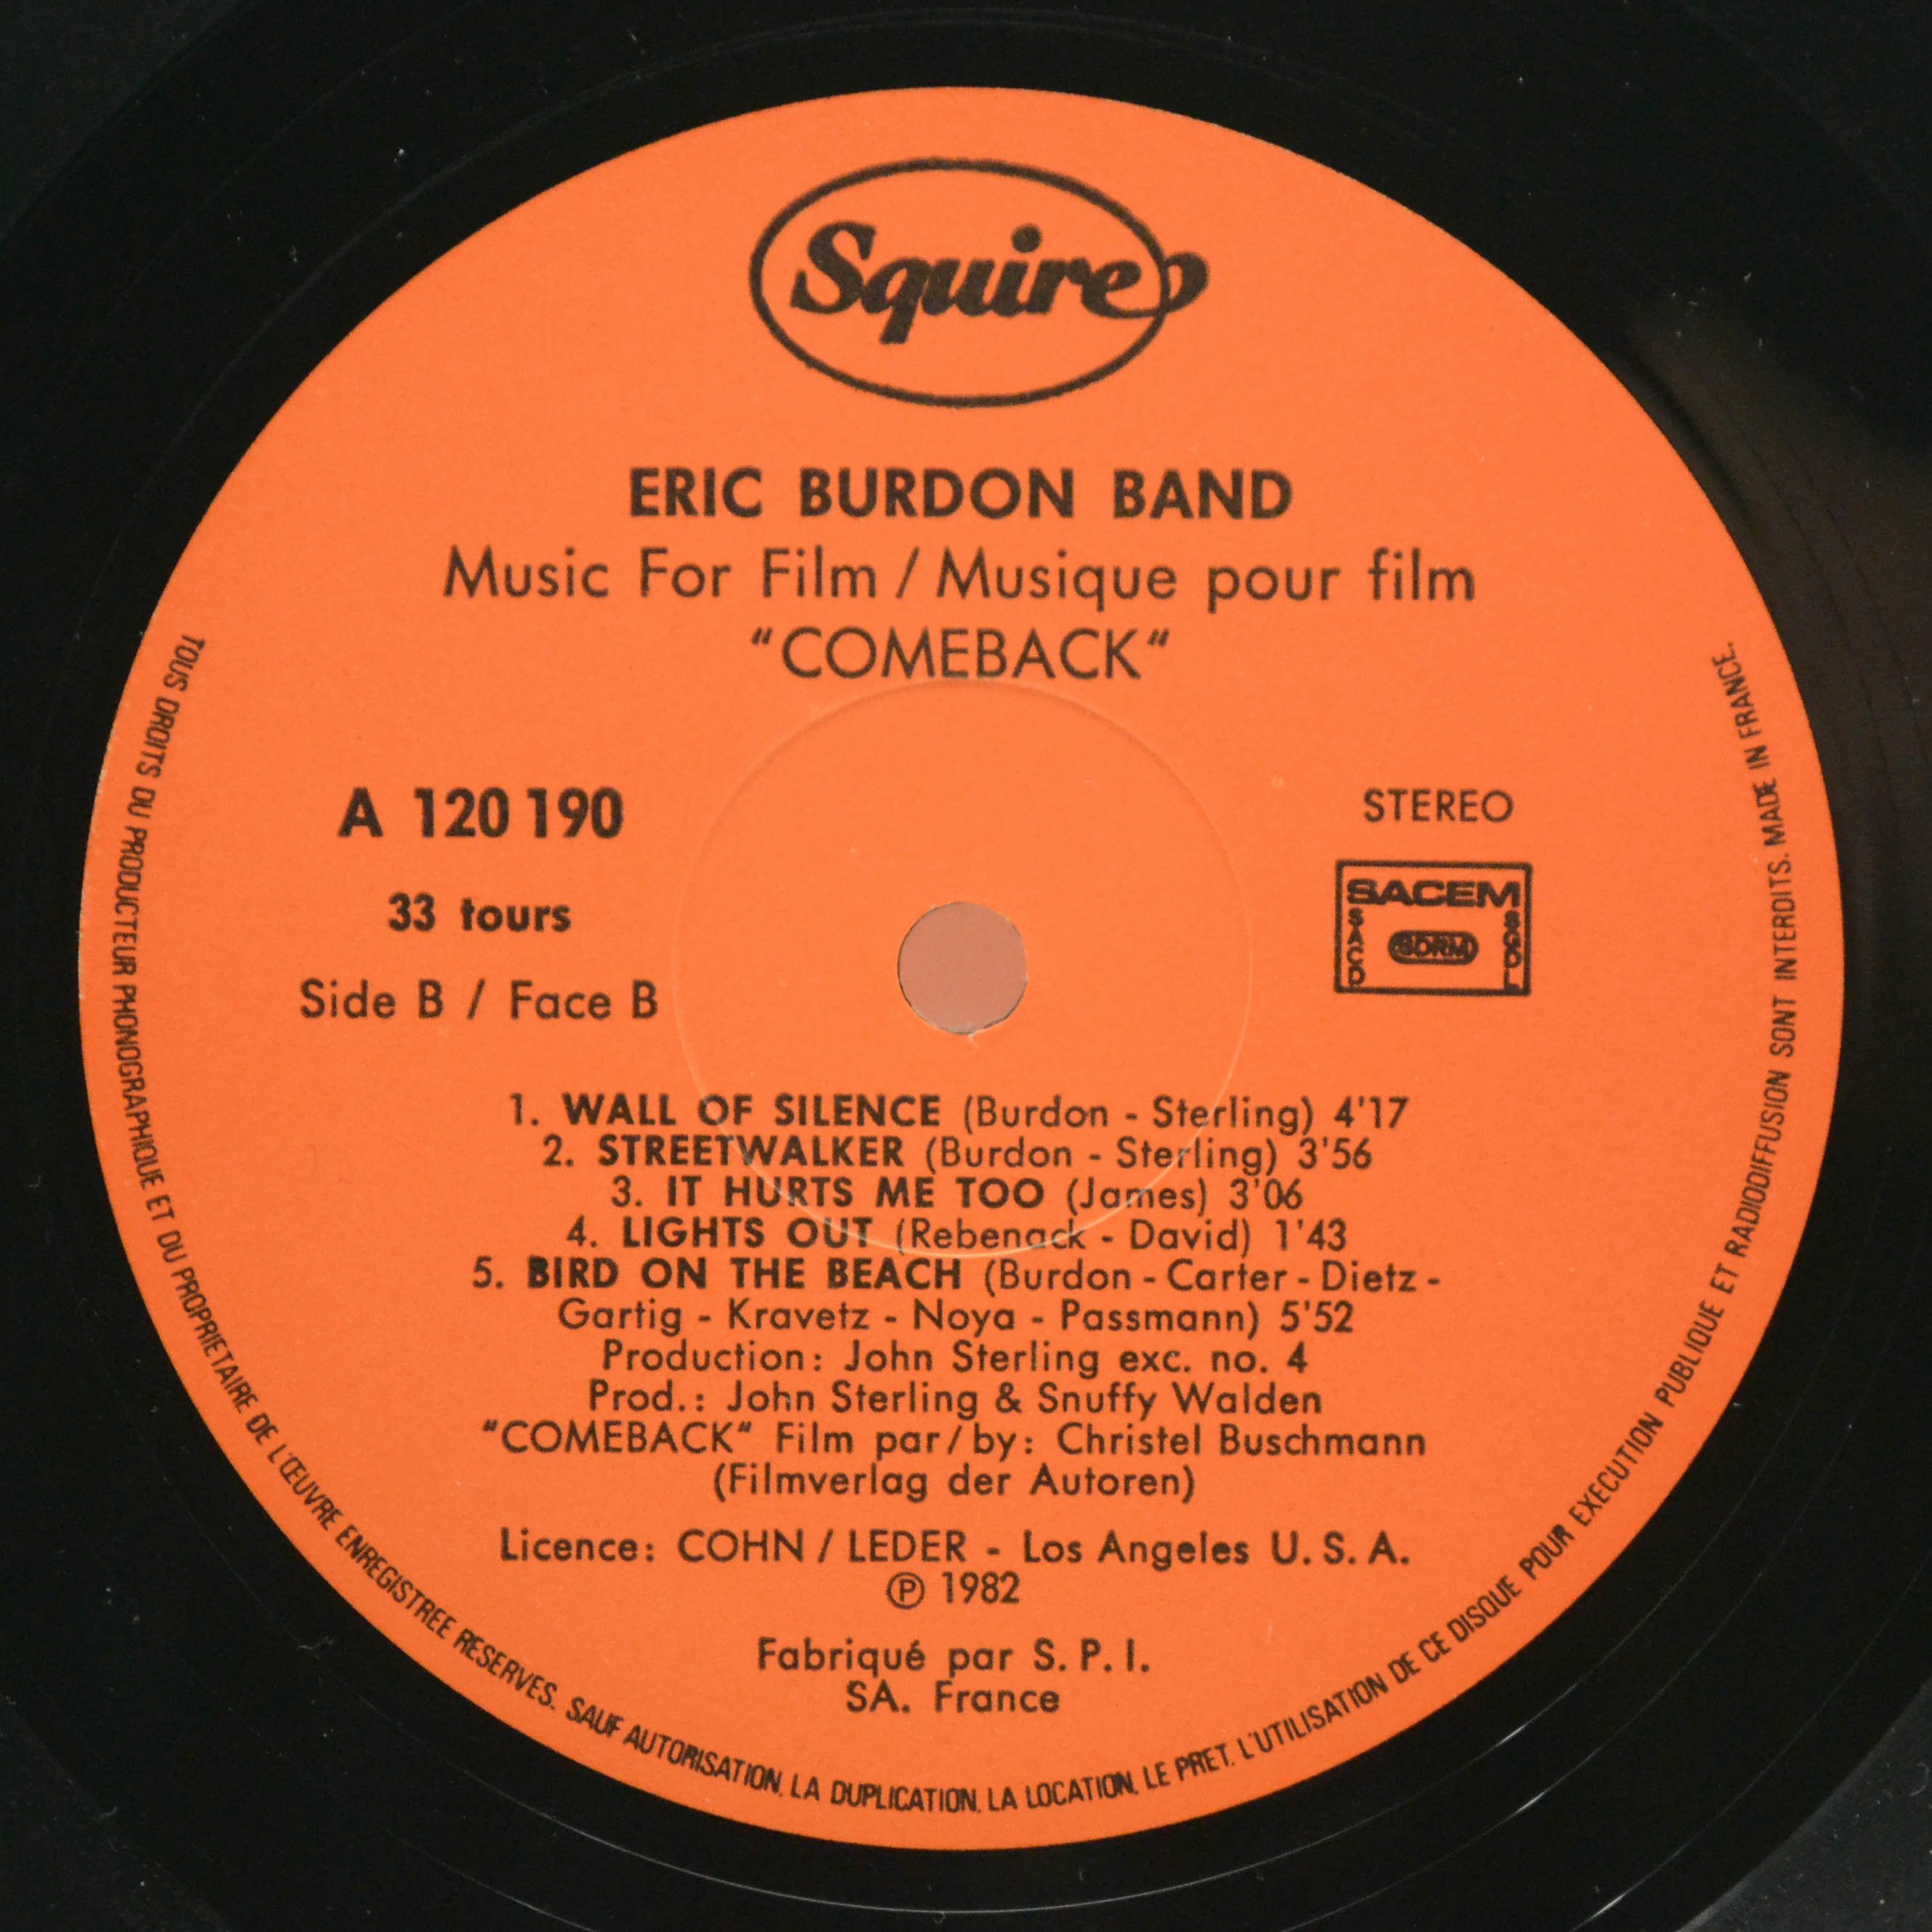 Squire
ERIC BURDON BAND
Music For Film / Musique pour film
"COMEBACK"
A 120 190
33 tours
Side B / Face B
STEREO
SACEM
SACD
SDRM
SGDL
1. WALL OF SILENCE (Burdon - Sterling) 4'17
2. STREETWALKER (Burdon - Sterling) 3'56
3. IT HURTS ME TOO (James) 3'06
4. LIGHTS OUT (Rebenack - David) 1'43
5. BIRD ON THE BEACH (Burdon - Carter - Dietz -
Gartig - Kravetz - Noya - Passmann) 5'52
Production: John Sterling exc. no. 4
Prod.: John Sterling & Snuffy Walden
"COMEBACK" Film par/by: Christel Buschmann
(Filmverlag der Autoren)
Licence: COHN / LEDER - Los Angeles U.S.A.
℗ 1982
Fabriqué par S.P.I.
SA. France
TOUS DROITS DU PRODUCTEUR PHONOGRAPHIQUE ET DU PROPRIETAIRE DE L'ŒUVRE ENREGISTREE RESERVES. SAUF AUTORISATION, LA DUPLICATION, LA LOCATION, LE PRET, L'UTILISATION DE CE DISQUE POUR EXECUTION PUBLIQUE ET RADIODIFFUSION SONT INTERDITS. MADE IN FRANCE.